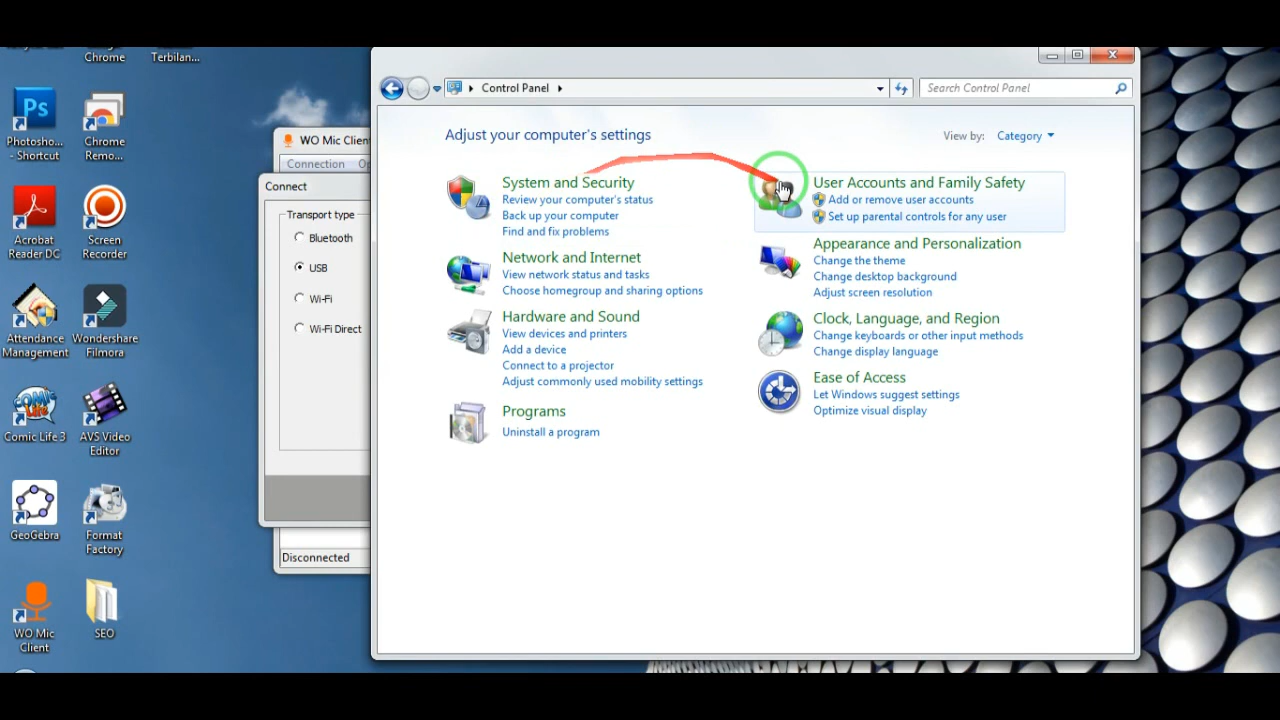 Chrome
Terbilan...
Photosho...
- Shortcut
Chrome
Remo...
Acrobat
Reader DC
Screen
Recorder
Attendance
Management
Wondershare
Filmora
Comic Life 3
AVS Video
Editor
GeoGebra
Format
Factory
WO Mic
Client
SEO
WO Mic Clien
Connection
Connect
Transport type
Bluetooth
USB
Wi-Fi
Wi-Fi Direct
Disconnected
Control Panel
Search Control Panel
Adjust your computer's settings
View by: Category
System and Security
Review your computer's status
Back up your computer
Find and fix problems
Network and Internet
View network status and tasks
Choose homegroup and sharing options
Hardware and Sound
View devices and printers
Add a device
Connect to a projector
Adjust commonly used mobility settings
Programs
Uninstall a program
User Accounts and Family Safety
Add or remove user accounts
Set up parental controls for any user
Appearance and Personalization
Change the theme
Change desktop background
Adjust screen resolution
Clock, Language, and Region
Change keyboards or other input methods
Change display language
Ease of Access
Let Windows suggest settings
Optimize visual display